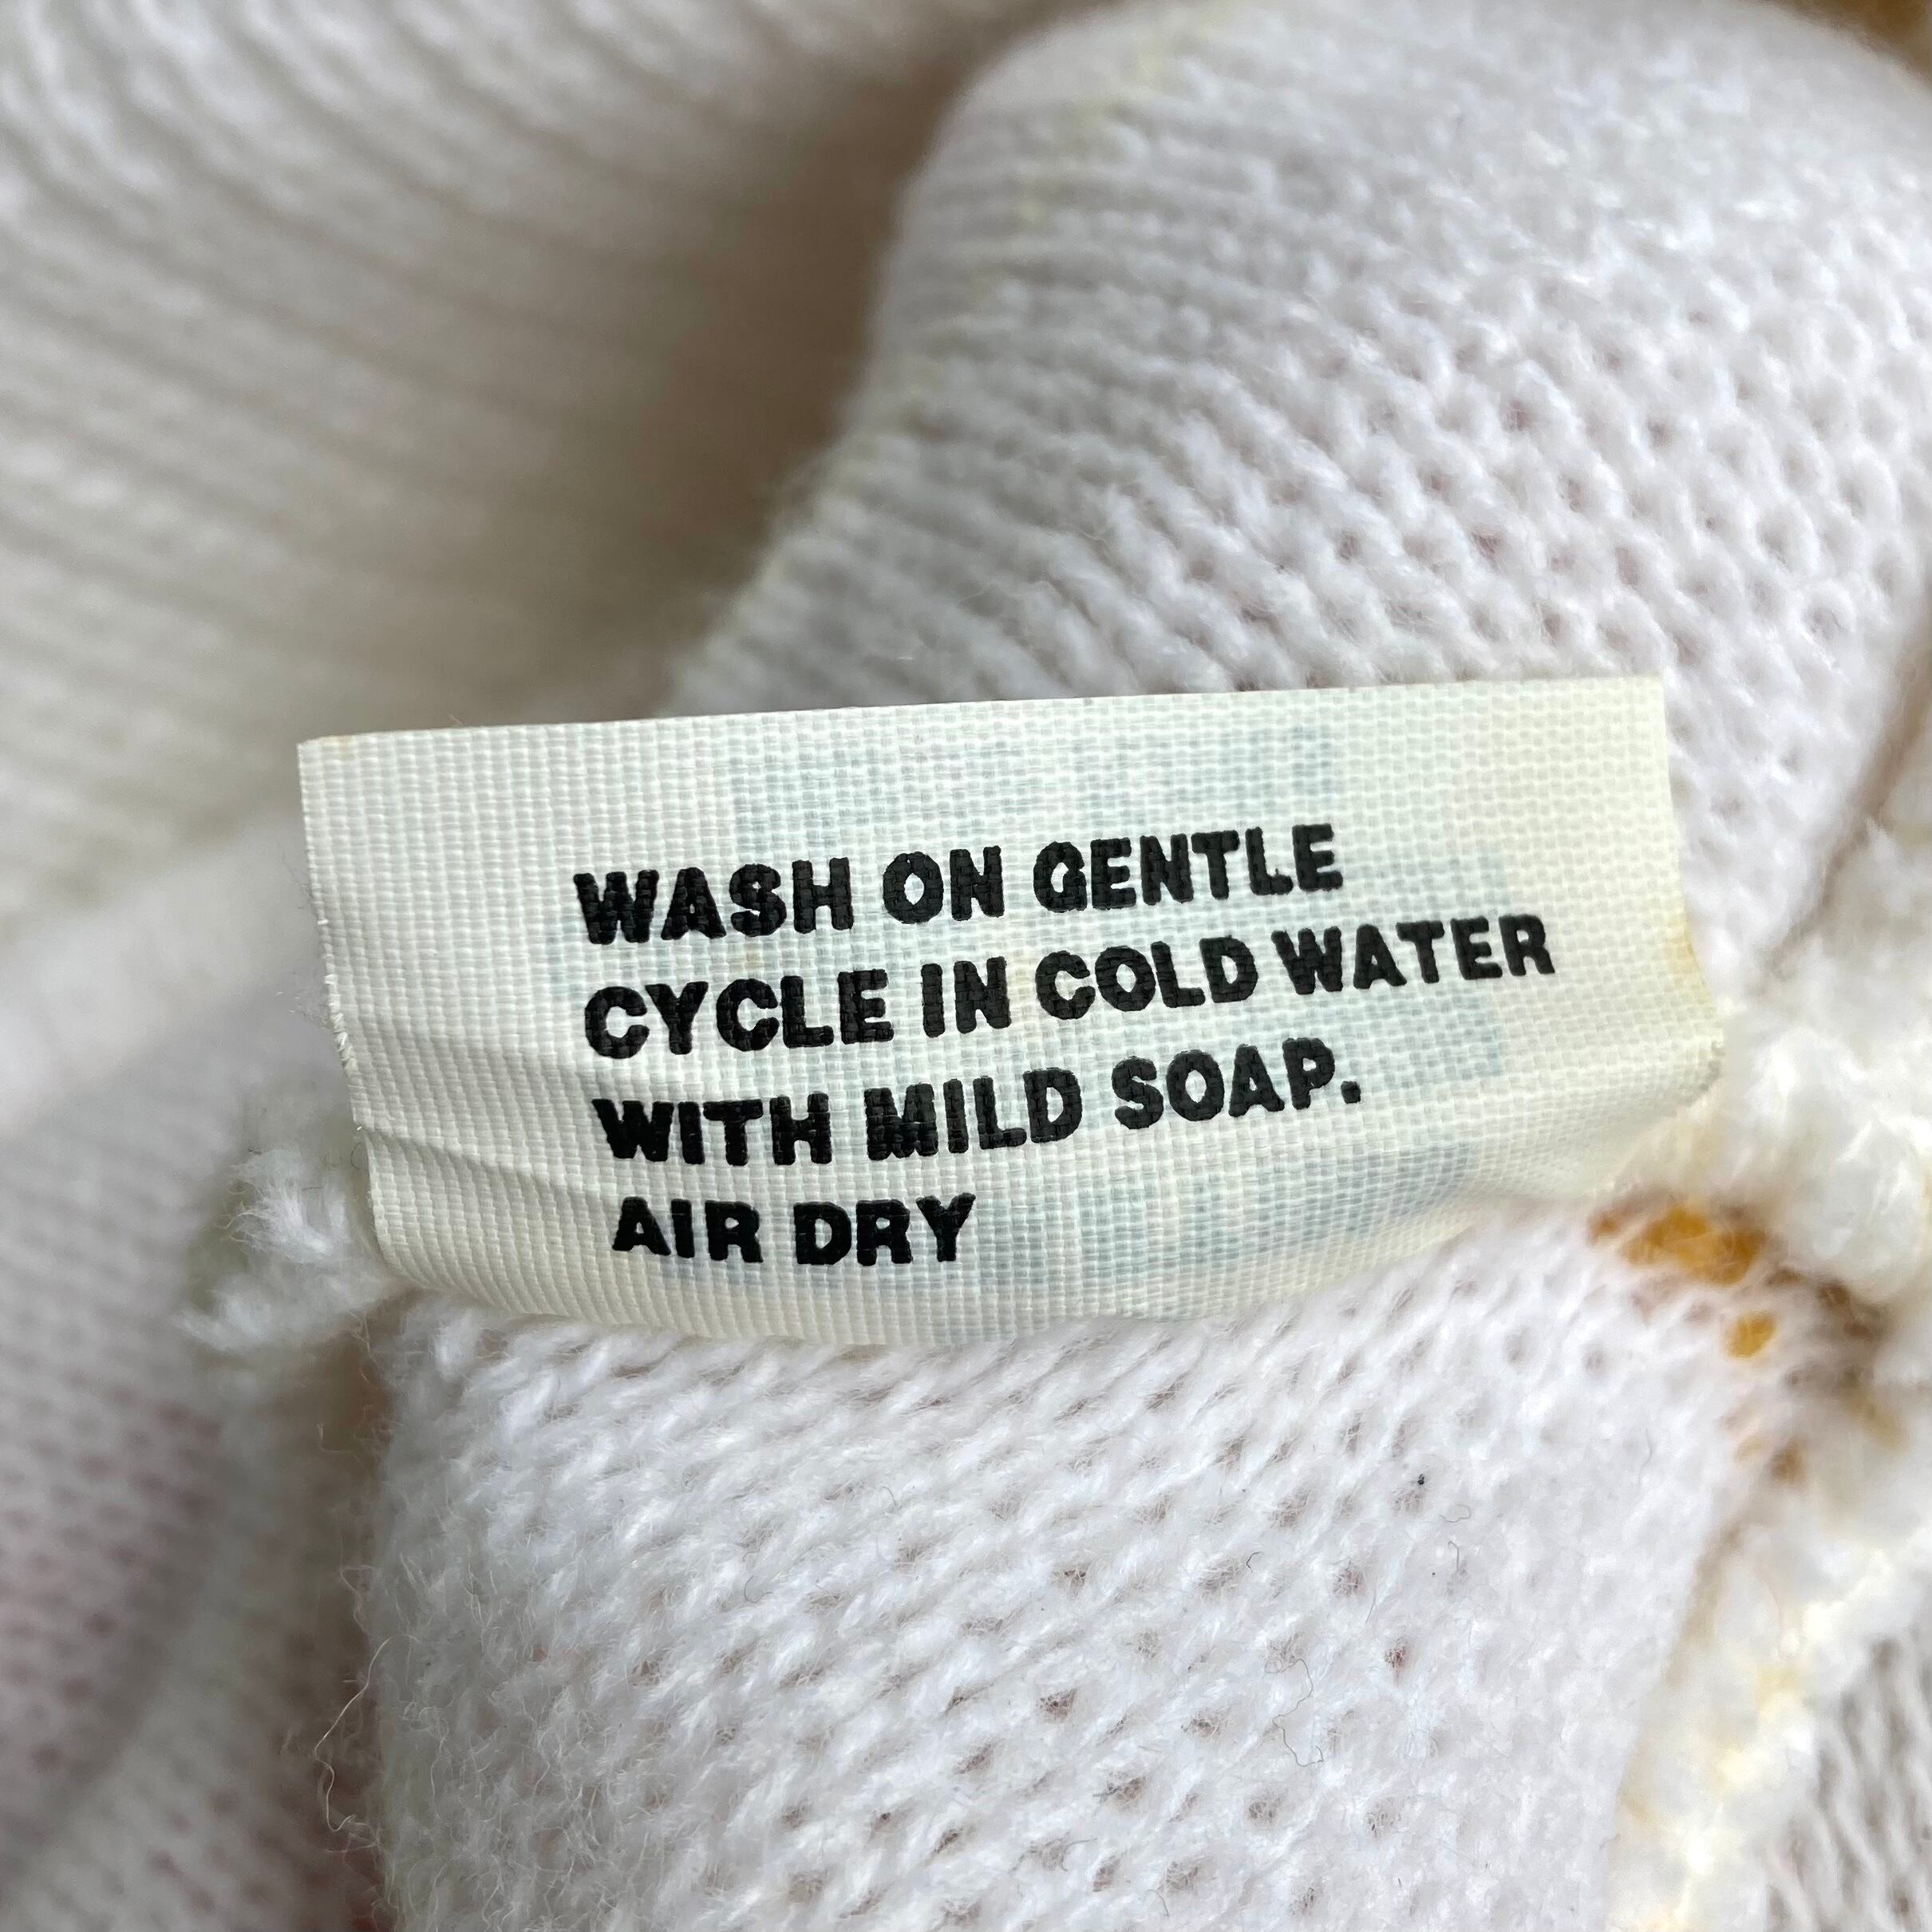 WASH ON GENTLE
CYCLE IN COLD WATER
WITH MILD SOAP.
AIR DRY